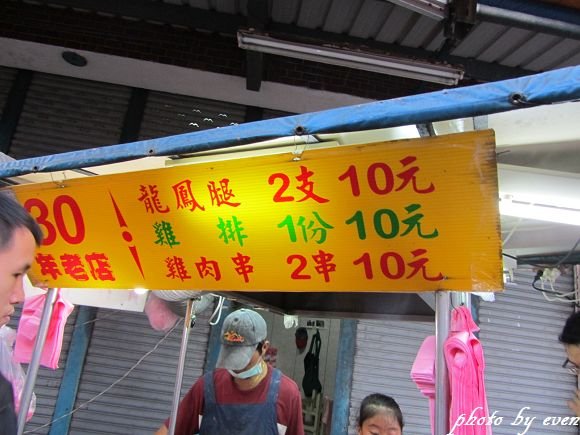 30
年老店
龍鳳腿 2支 10元
雞排 1份 10元
雞肉串 2串 10元
photo by even